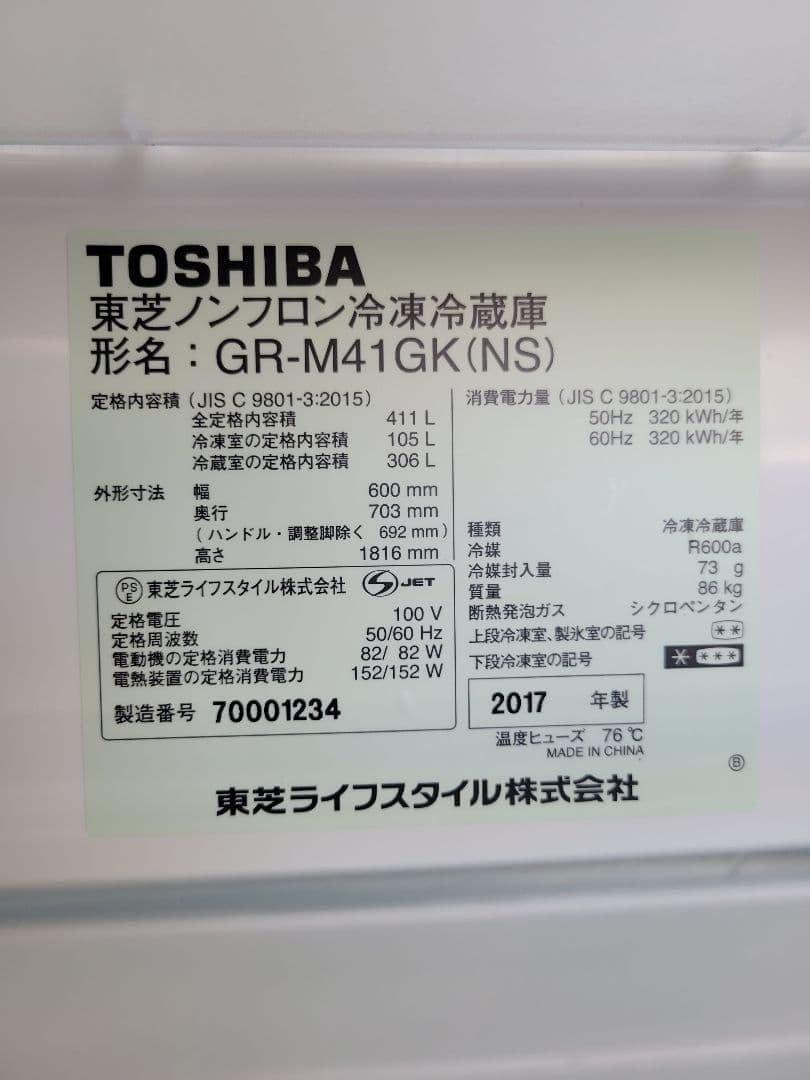 TOSHIBA
東芝ノンフロン冷凍冷蔵庫
形名：GR-M41GK(NS)
定格内容積（JIS C 9801-3:2015）
全定格内容積 411 L
冷凍室の定格内容積 105 L
冷蔵室の定格内容積 306 L
外形寸法 幅 600 mm
奥行 703 mm
（ハンドル・調整脚除く 692 mm）
高さ 1816 mm
PSE 東芝ライフスタイル株式会社 S JET
定格電圧 100 V
定格周波数 50/60 Hz
電動機の定格消費電力 82/ 82 W
電熱装置の定格消費電力 152/152 W
製造番号 70001234
消費電力量（JIS C 9801-3:2015）
50Hz 320 kWh/年
60Hz 320 kWh/年
種類 冷凍冷蔵庫
冷媒 R600a
冷媒封入量 73 g
質量 86 kg
断熱発泡ガス シクロペンタン
上段冷凍室、製氷室の記号 **
下段冷凍室の記号 * ***
2017 年製
温度ヒューズ 76 ℃
MADE IN CHINA
Ⓑ
東芝ライフスタイル株式会社